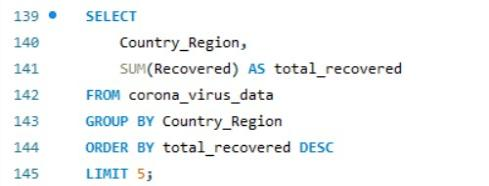 139 SELECT
140 Country_Region,
141 SUM(Recovered) AS total_recovered
142 FROM corona_virus_data
143 GROUP BY Country_Region
144 ORDER BY total_recovered DESC
145 LIMIT 5;